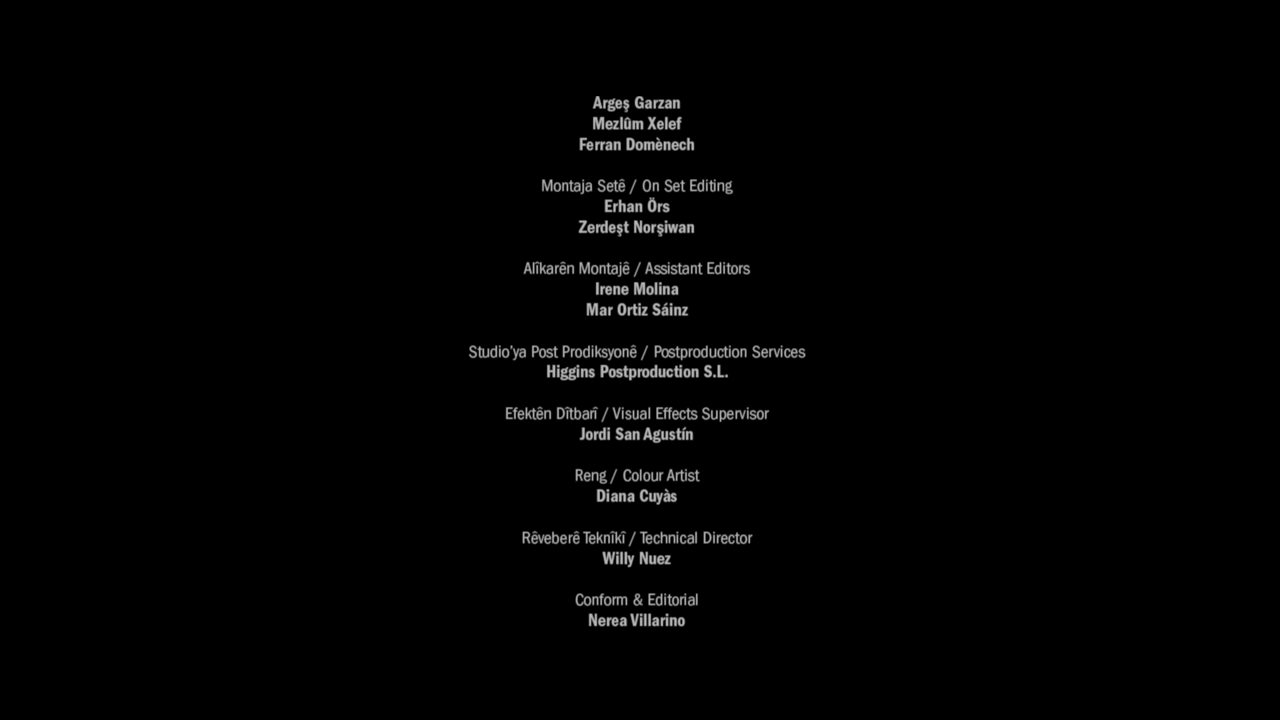 Argeş Garzan
Mezlûm Xelef
Ferran Domènech
Montaja Setê / On Set Editing
Erhan Örs
Zerdeşt Norşiwan
Alîkarên Montajê / Assistant Editors
Irene Molina
Mar Ortiz Sáinz
Studio’ya Post Prodiksyonê / Postproduction Services
Higgins Postproduction S.L.
Efektên Dîtbarî / Visual Effects Supervisor
Jordi San Agustín
Reng / Colour Artist
Diana Cuyàs
Rêveberê Teknîkî / Technical Director
Willy Nuez
Conform & Editorial
Nerea Villarino